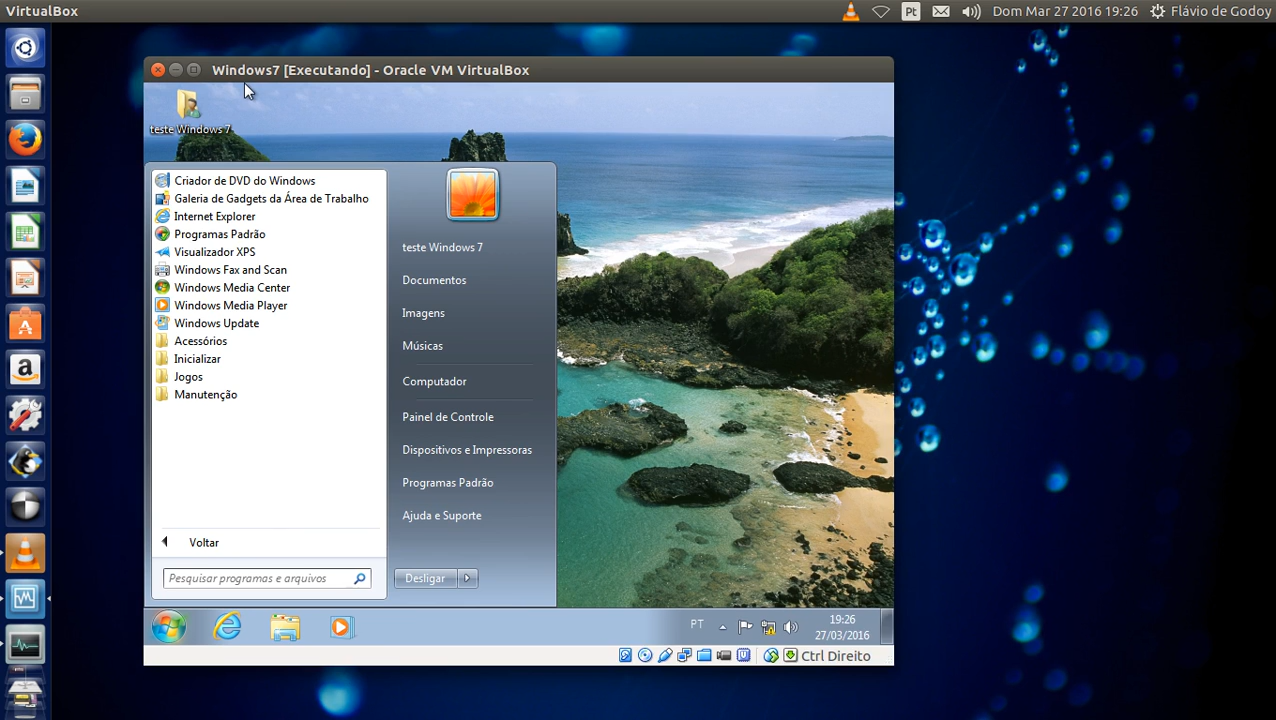 VirtualBox
Pt
Dom Mar 27 2016 19:26
Flávio de Godoy
Windows7 [Executando] - Oracle VM VirtualBox
teste Windows 7
Criador de DVD do Windows
Galeria de Gadgets da Área de Trabalho
Internet Explorer
Programas Padrão
Visualizador XPS
Windows Fax and Scan
Windows Media Center
Windows Media Player
Windows Update
Acessórios
Inicializar
Jogos
Manutenção
Voltar
Pesquisar programas e arquivos
teste Windows 7
Documentos
Imagens
Músicas
Computador
Painel de Controle
Dispositivos e Impressoras
Programas Padrão
Ajuda e Suporte
Desligar
PT
19:26
27/03/2016
Ctrl Direito